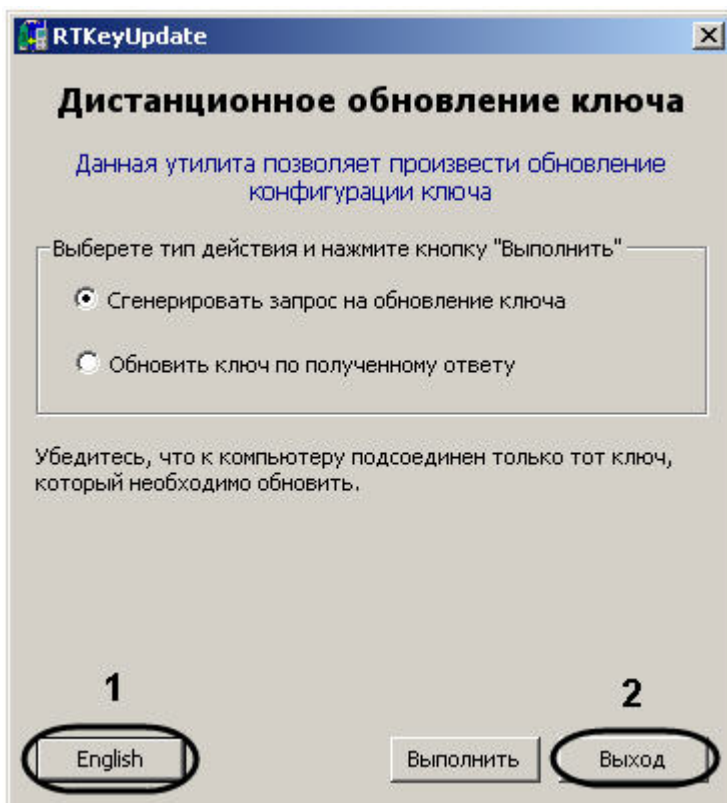 RTKeyUpdate
Дистанционное обновление ключа
Данная утилита позволяет произвести обновление
конфигурации ключа
Выберете тип действия и нажмите кнопку "Выполнить"
Сгенерировать запрос на обновление ключа
Обновить ключ по полученному ответу
Убедитесь, что к компьютеру подсоединен только тот ключ,
который необходимо обновить.
1
2
English
Выполнить
Выход